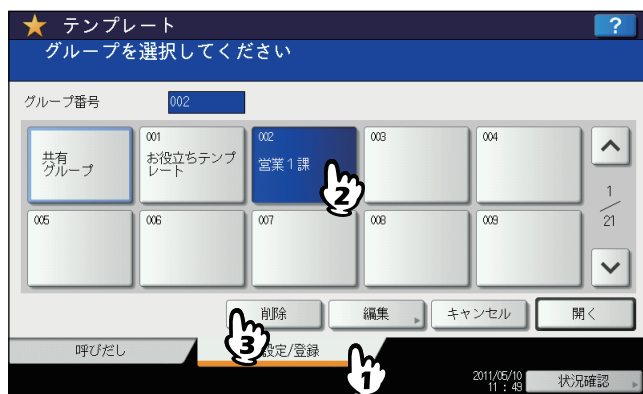 テンプレート
?
グループを選択してください
グループ番号
002
共有
グループ
001
お役立ちテンプ
レート
002
営業1課
003
004
1
21
005
006
007
008
009
削除
編集
キャンセル
開く
呼びだし
設定/登録
2011/05/10
11 : 49
状況確認
2
3
1